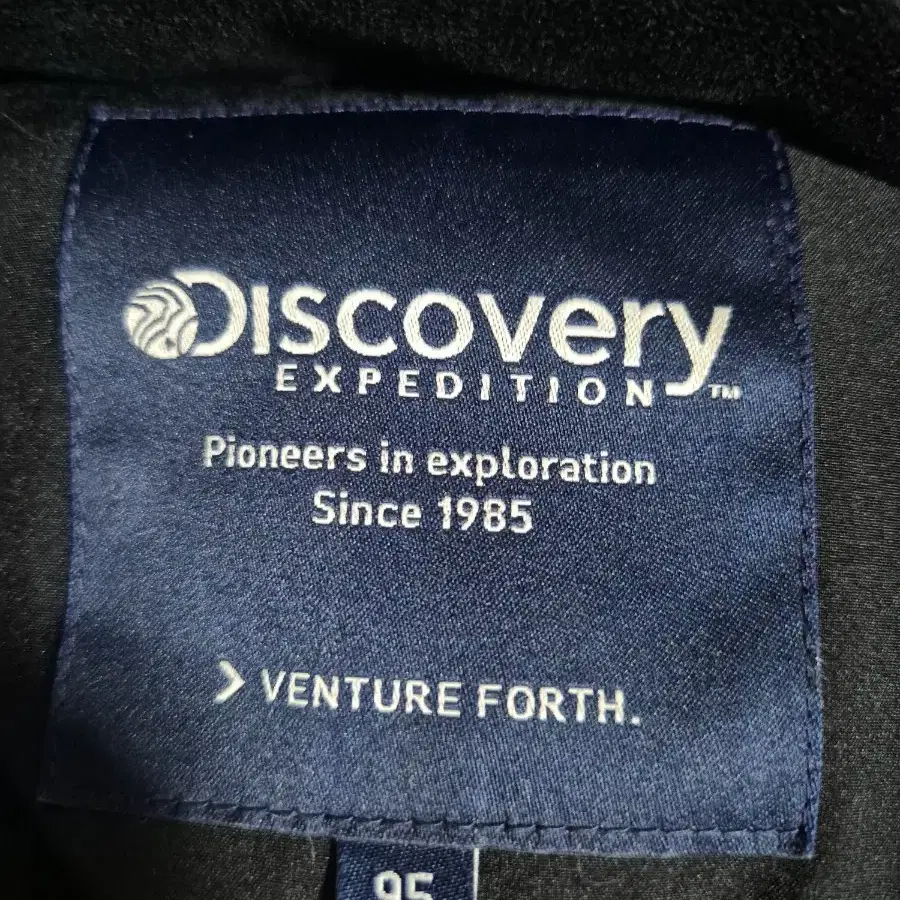 DISCOVERY
EXPEDITION™
Pioneers in exploration
Since 1985
> VENTURE FORTH.
95